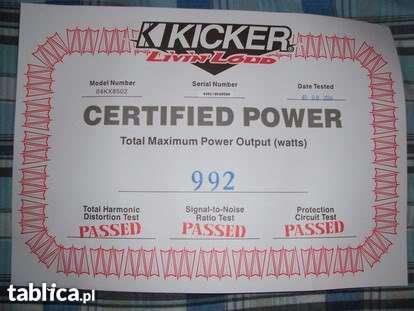 KICKER
LIVIN LOUD
Model Number
Serial Number
Date Tested
CERTIFIED POWER
Total Maximum Power Output (watts)
992
Total Harmonic
Distortion Test
PASSED
Signal-to-Noise
Ratio Test
PASSED
Protection
Circuit Test
PASSED
tablica.pl